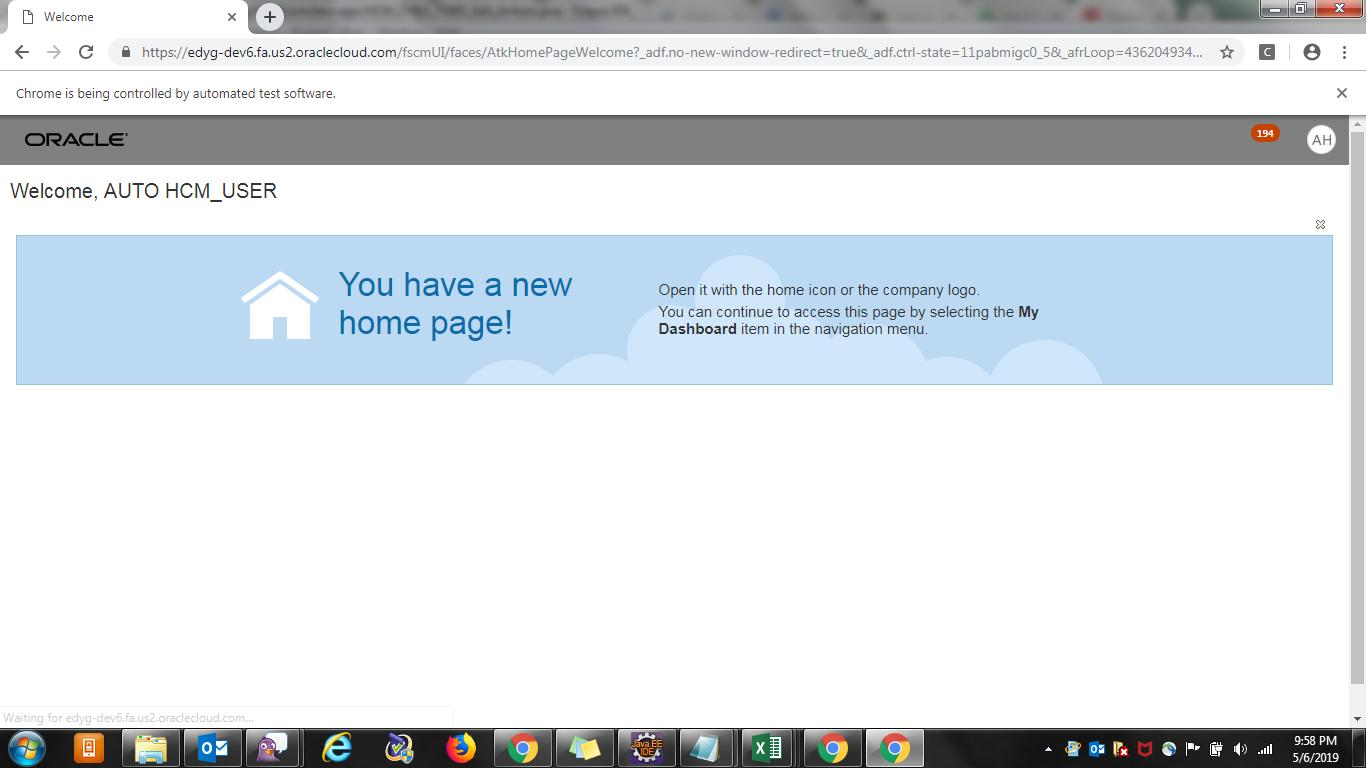 Welcome
https://edyg-dev6.fa.us2.oraclecloud.com/fscmUI/faces/AtkHomePageWelcome?_adf.no-new-window-redirect=true&_adf.ctrl-state=11pabmigc0_5&_afrLoop=436204934...
C
Chrome is being controlled by automated test software.
ORACLE
194
AH
Welcome, AUTO HCM_USER
You have a new
home page!
Open it with the home icon or the company logo.
You can continue to access this page by selecting the My
Dashboard item in the navigation menu.
Waiting for edyg-dev6.fa.us2.oraclecloud.com...
Java EE
IDE
9:58 PM
5/6/2019